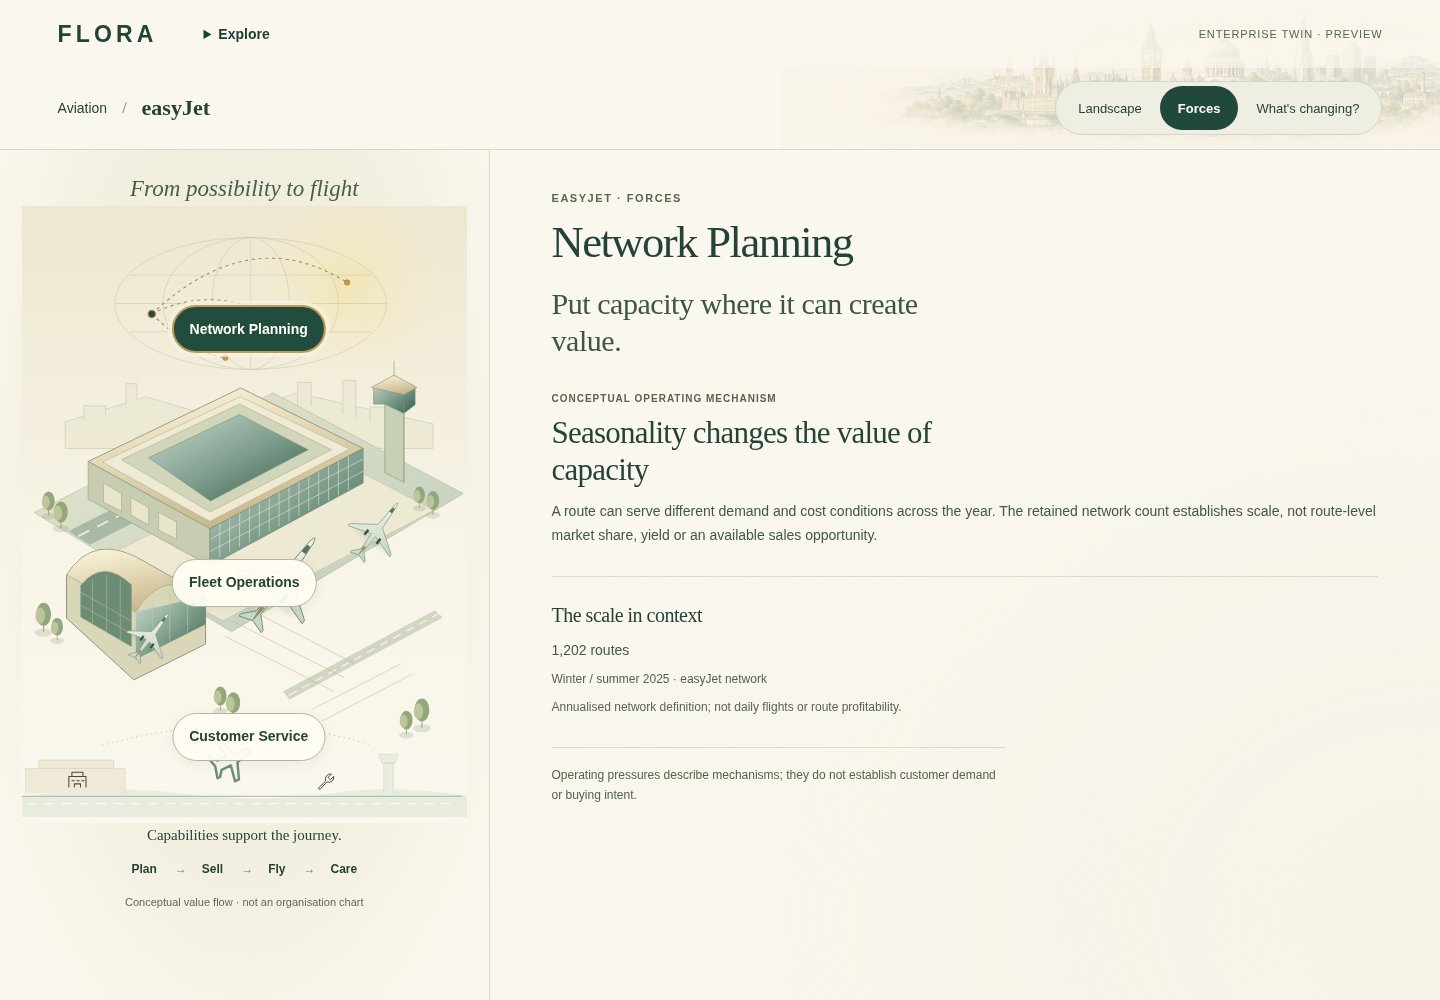 FLORA
▶ Explore
ENTERPRISE TWIN · PREVIEW
Aviation / easyJet
Landscape
Forces
What's changing?
From possibility to flight
Network Planning
Fleet Operations
Customer Service
Capabilities support the journey.
Plan → Sell → Fly → Care
Conceptual value flow · not an organisation chart
EASYJET · FORCES
Network Planning
Put capacity where it can create
value.
CONCEPTUAL OPERATING MECHANISM
Seasonality changes the value of
capacity
A route can serve different demand and cost conditions across the year. The retained network count establishes scale, not route-level
market share, yield or an available sales opportunity.
The scale in context
1,202 routes
Winter / summer 2025 · easyJet network
Annualised network definition; not daily flights or route profitability.
Operating pressures describe mechanisms; they do not establish customer demand
or buying intent.